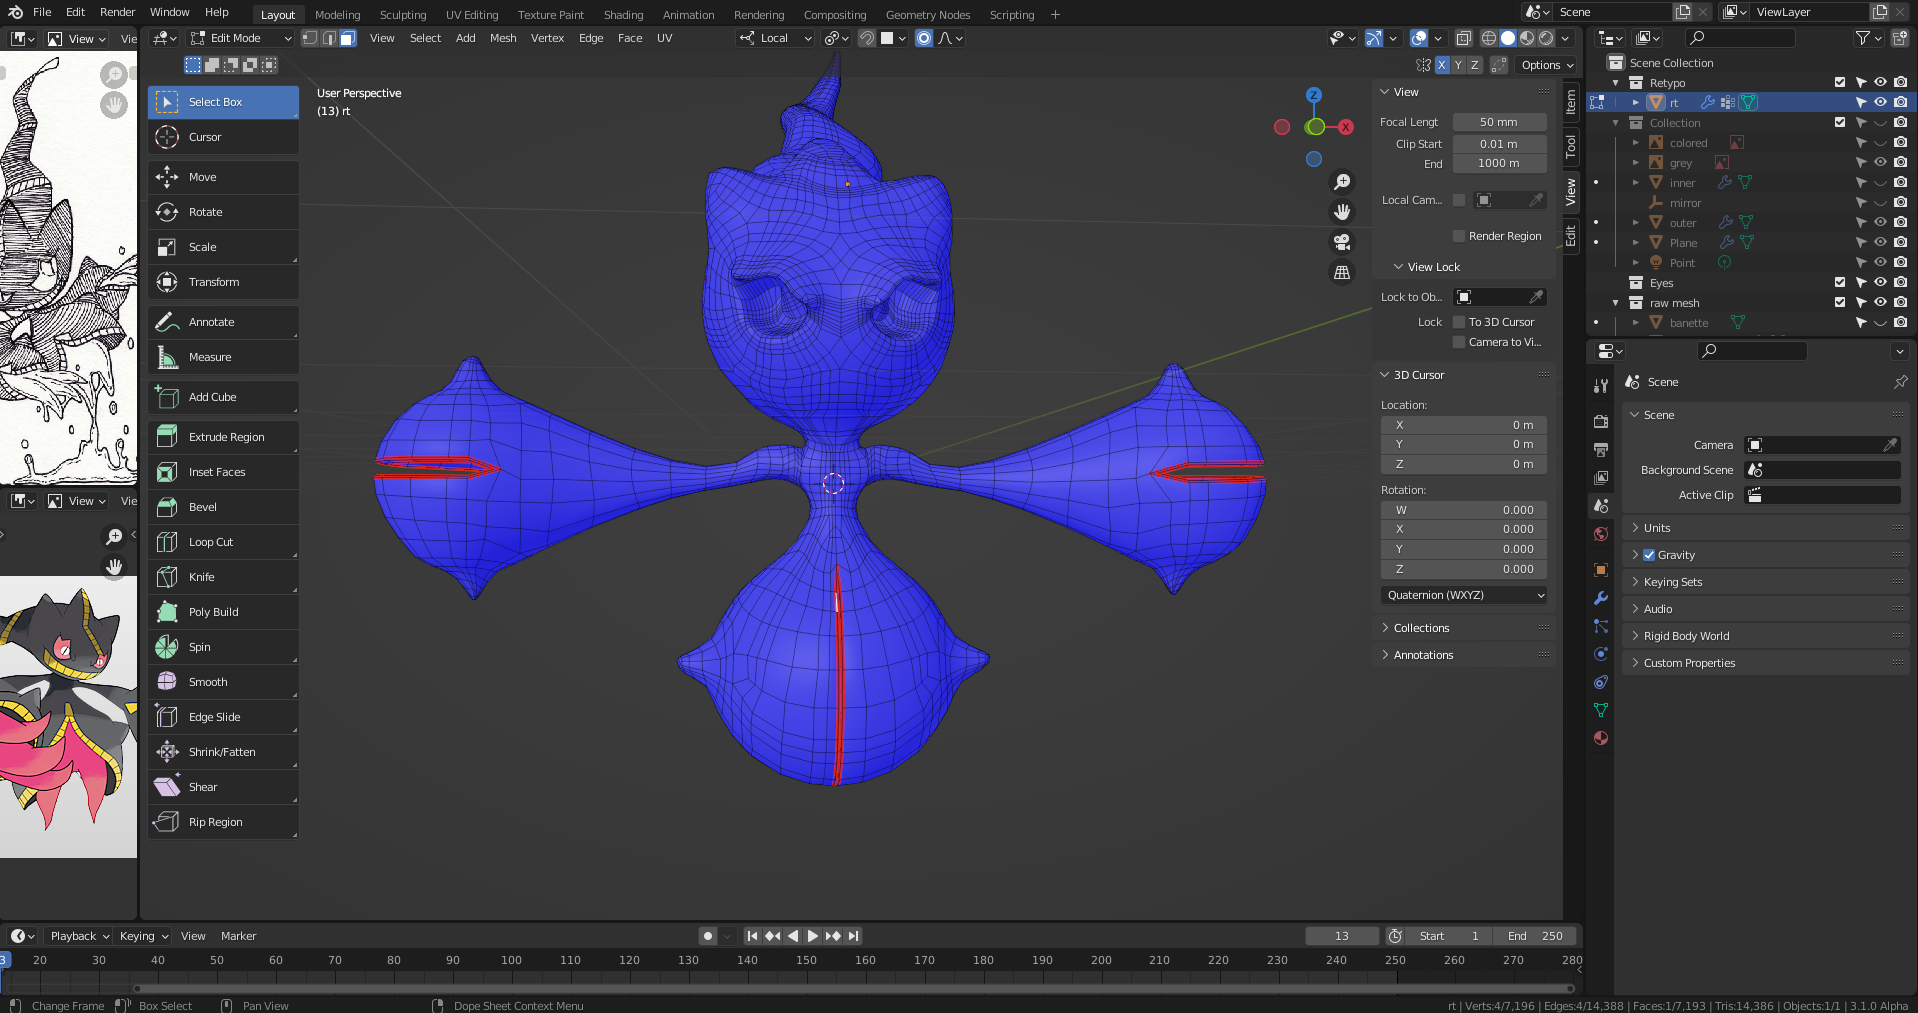 File Edit Render Window Help
Layout Modeling Sculpting UV Editing Texture Paint Shading Animation Rendering Compositing Geometry Nodes Scripting +
Scene
ViewLayer
View Vie
Edit Mode
View Select Add Mesh Vertex Edge Face UV
Local
X Y Z
Options
Select Box
Cursor
Move
Rotate
Scale
Transform
Annotate
Measure
Add Cube
Extrude Region
Inset Faces
Bevel
Loop Cut
Knife
Poly Build
Spin
Smooth
Edge Slide
Shrink/Fatten
Shear
Rip Region
User Perspective
(13) rt
Z
X
View
Focal Lengt 50 mm
Clip Start 0.01 m
End 1000 m
Local Cam...
Render Region
View Lock
Lock to Ob...
Lock To 3D Cursor
Camera to Vi...
3D Cursor
Location:
X 0 m
Y 0 m
Z 0 m
Rotation:
W 0.000
X 0.000
Y 0.000
Z 0.000
Quaternion (WXYZ)
Collections
Annotations
Item
Tool
View
Edit
Scene Collection
Retypo
rt
Collection
colored
grey
inner
mirror
outer
Plane
Point
Eyes
raw mesh
banette
Scene
Scene
Camera
Background Scene
Active Clip
Units
Gravity
Keying Sets
Audio
Rigid Body World
Custom Properties
View Vie
Playback Keying View Marker
13
Start 1
End 250
3 20 30 40 50 60 70 80 90 100 110 120 130 140 150 160 170 180 190 200 210 220 230 240 250 260 270 280
Change Frame Box Select Pan View Dope Sheet Context Menu
rt | Verts:4/7,196 | Edges:4/14,388 | Faces:1/7,193 | Tris:14,386 | Objects:1/1 | 3.1.0 Alpha